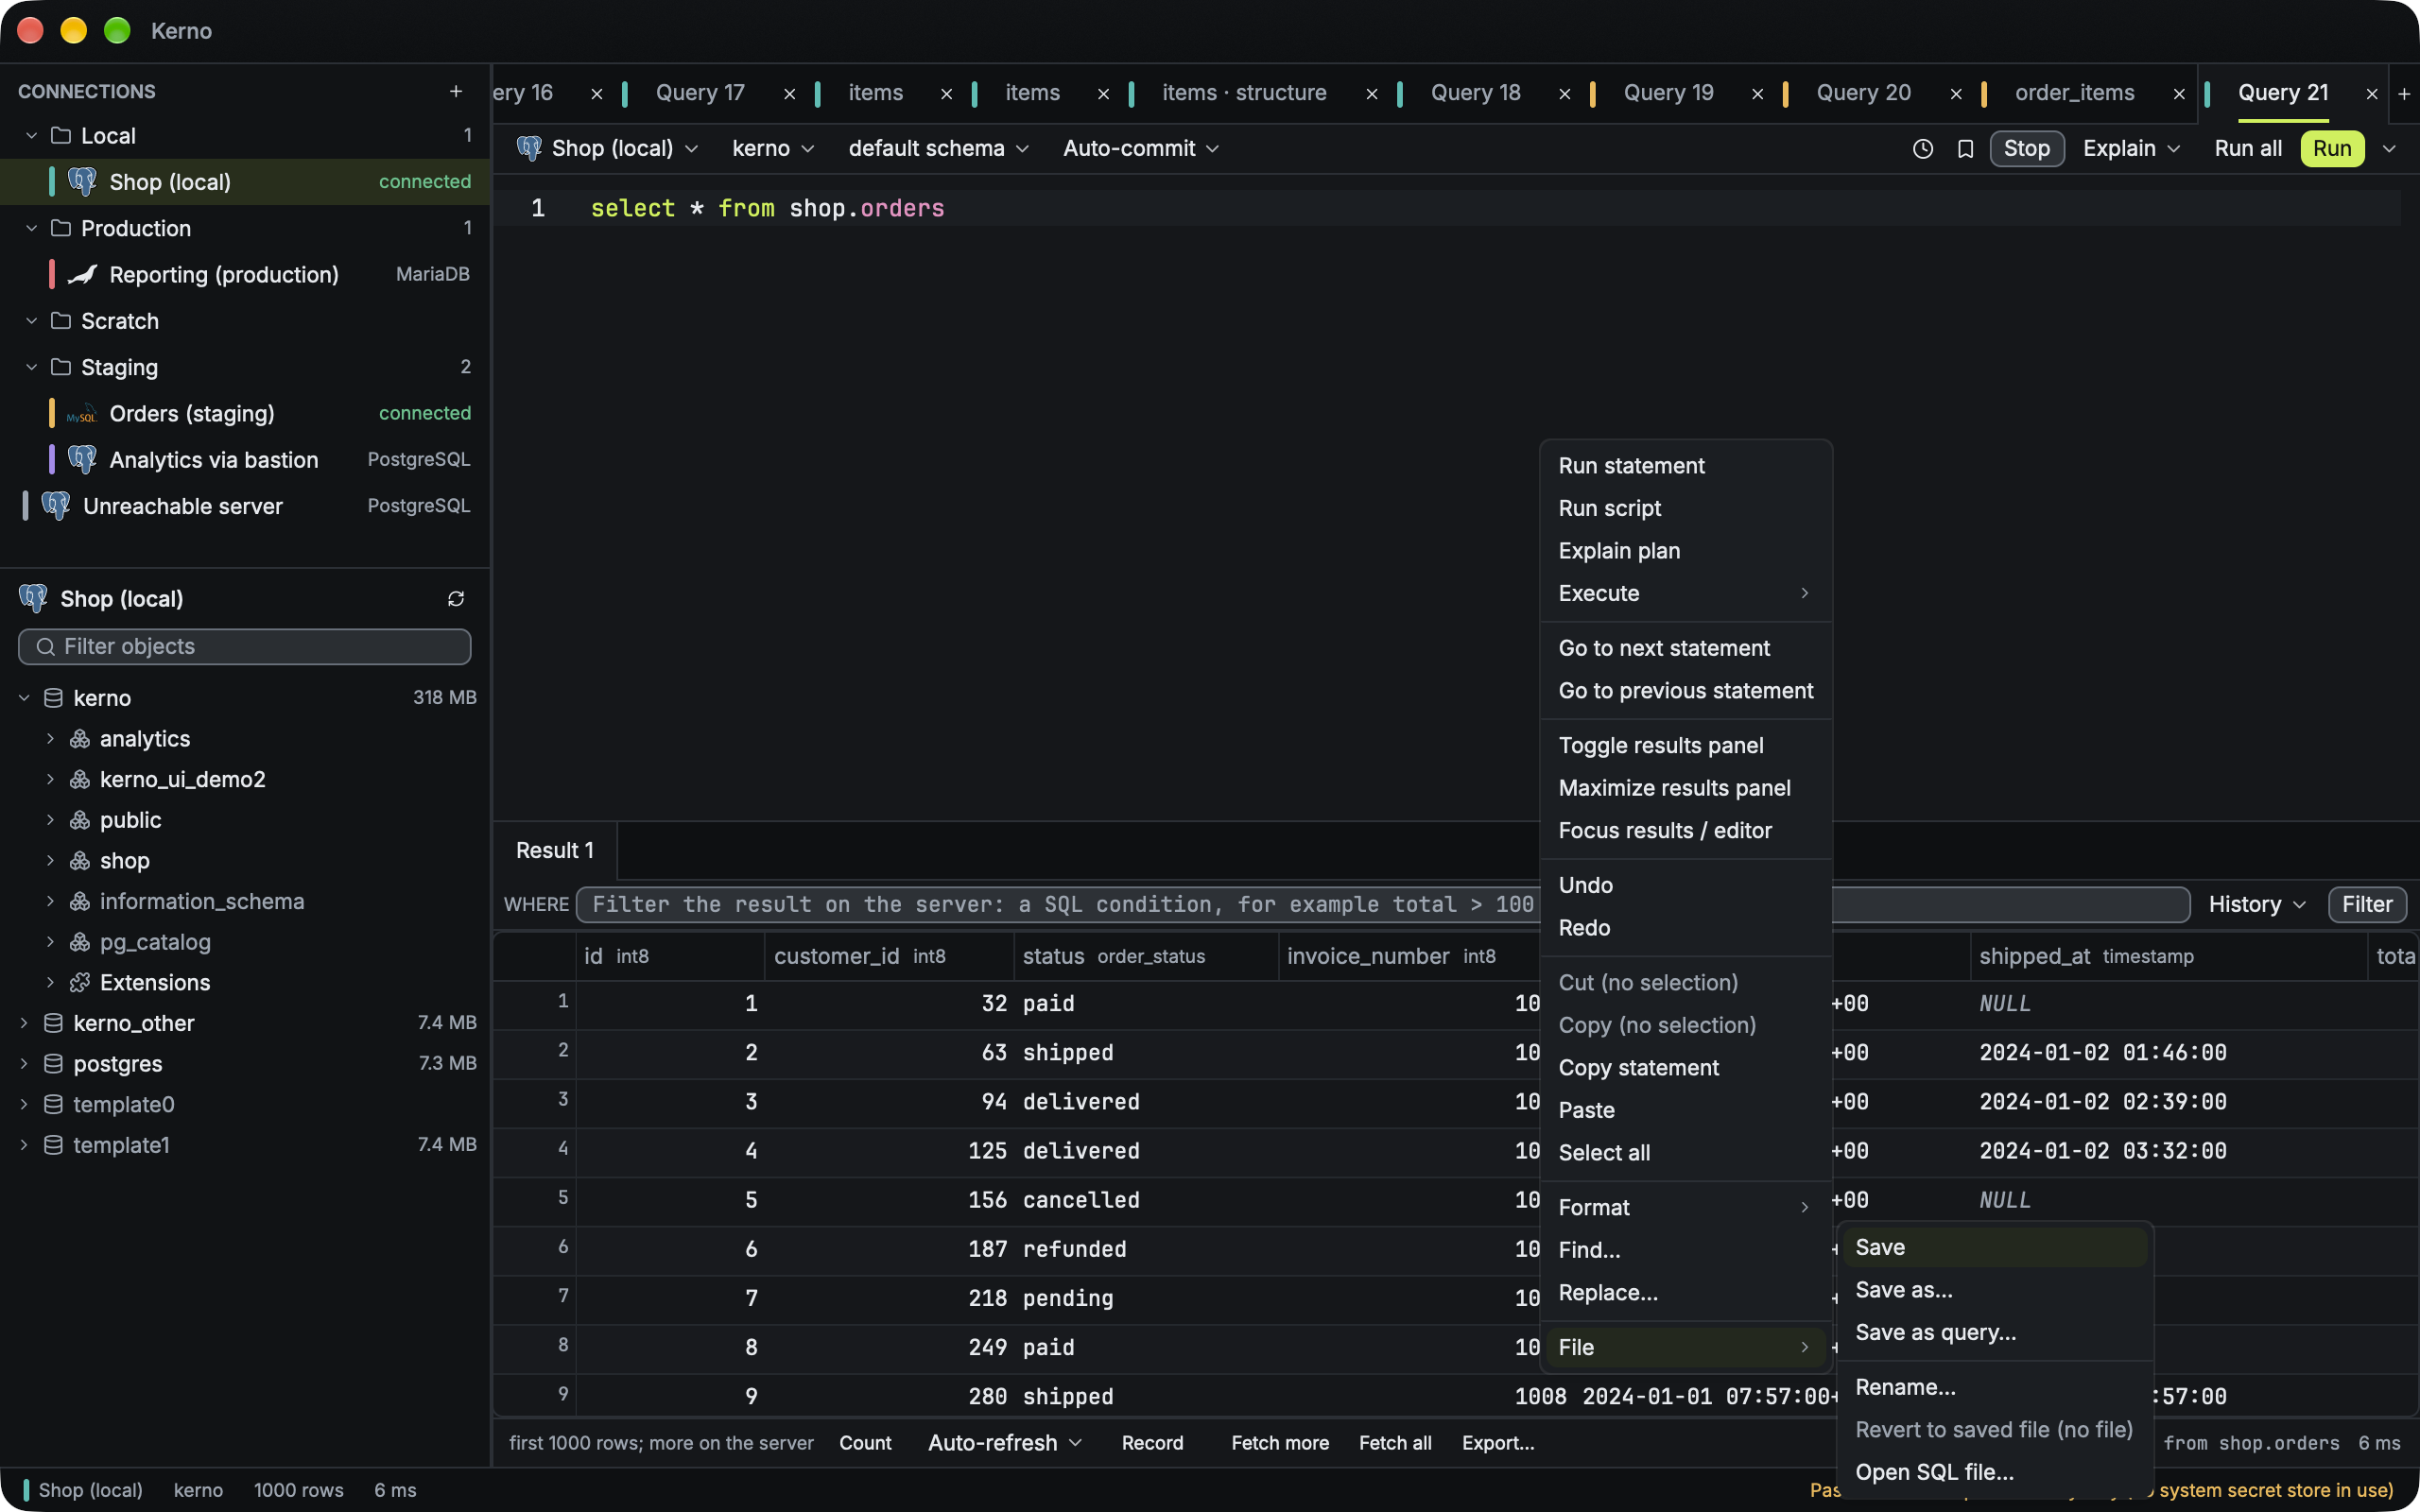 Kerno
CONNECTIONS
Local 1
Shop (local) connected
Production 1
Reporting (production) MariaDB
Scratch
Staging 2
MySQL Orders (staging) connected
Analytics via bastion PostgreSQL
Unreachable server PostgreSQL
Shop (local)
Filter objects
kerno 318 MB
analytics
kerno_ui_demo2
public
shop
information_schema
pg_catalog
Extensions
kerno_other 7.4 MB
postgres 7.3 MB
template0
template1 7.4 MB
ery 16 Query 17 items items items · structure Query 18 Query 19 Query 20 order_items Query 21
Shop (local) kerno default schema Auto-commit Stop Explain Run all Run
1 select * from shop.orders
Run statement
Run script
Explain plan
Execute
Go to next statement
Go to previous statement
Toggle results panel
Maximize results panel
Focus results / editor
Undo
Redo
Cut (no selection)
Copy (no selection)
Copy statement
Paste
Select all
Format
Find...
Replace...
File
Save
Save as...
Save as query...
Rename...
Revert to saved file (no file)
Open SQL file...
Result 1
WHERE Filter the result on the server: a SQL condition, for example total > 100 History Filter
id int8 customer_id int8 status order_status invoice_number int8 shipped_at timestamp tota
1 1 32 paid 10 +00 NULL
2 2 63 shipped 10 +00 2024-01-02 01:46:00
3 3 94 delivered 10 +00 2024-01-02 02:39:00
4 4 125 delivered 10 +00 2024-01-02 03:32:00
5 5 156 cancelled 10 +00 NULL
6 6 187 refunded 10
7 7 218 pending 10
8 8 249 paid 10
9 9 280 shipped 1008 2024-01-01 07:57:00+ :57:00
first 1000 rows; more on the server Count Auto-refresh Record Fetch more Fetch all Export... from shop.orders 6 ms
Shop (local) kerno 1000 rows 6 ms Pas system secret store in use)